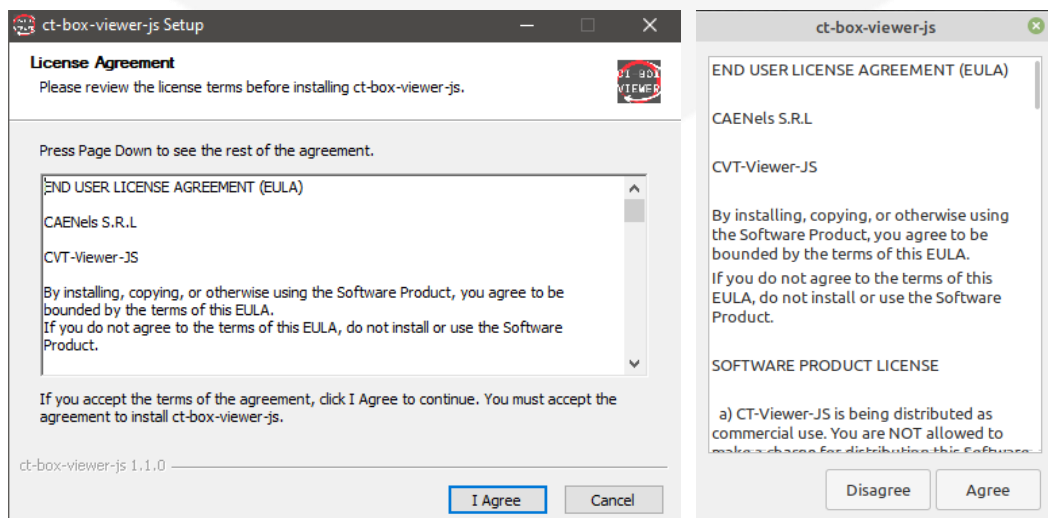 ct-box-viewer-js Setup
License Agreement
Please review the license terms before installing ct-box-viewer-js.
CT-BOX
VIEWER
Press Page Down to see the rest of the agreement.
END USER LICENSE AGREEMENT (EULA)
CAENels S.R.L
CVT-Viewer-JS
By installing, copying, or otherwise using the Software Product, you agree to be
bounded by the terms of this EULA.
If you do not agree to the terms of this EULA, do not install or use the Software
Product.
If you accept the terms of the agreement, click I Agree to continue. You must accept the
agreement to install ct-box-viewer-js.
ct-box-viewer-js 1.1.0
I Agree
Cancel
ct-box-viewer-js
END USER LICENSE AGREEMENT (EULA)
CAENels S.R.L
CVT-Viewer-JS
By installing, copying, or otherwise using
the Software Product, you agree to be
bounded by the terms of this EULA.
If you do not agree to the terms of this
EULA, do not install or use the Software
Product.
SOFTWARE PRODUCT LICENSE
a) CT-Viewer-JS is being distributed as
commercial use. You are NOT allowed to
make a charge for distributing this Software
Disagree
Agree